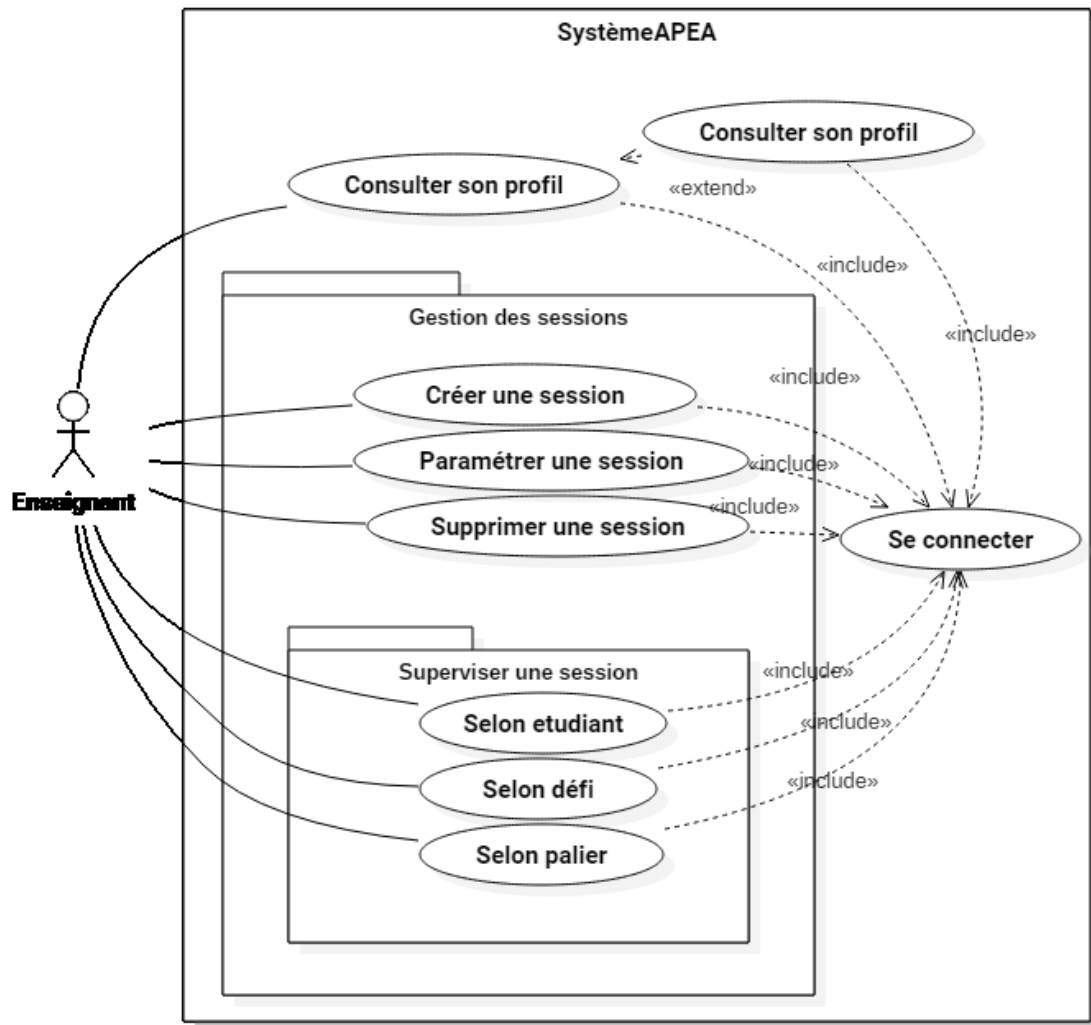 SystèmeAPEA
Consulter son profil
Consulter son profil
«extend»
«include»
«include»
Gestion des sessions
Créer une session
«include»
Paramétrer une session
«include»
Supprimer une session
«include»
Se connecter
Enseignant
Superviser une session
Selon etudiant
«include»
Selon défi
«include»
Selon palier
«include»